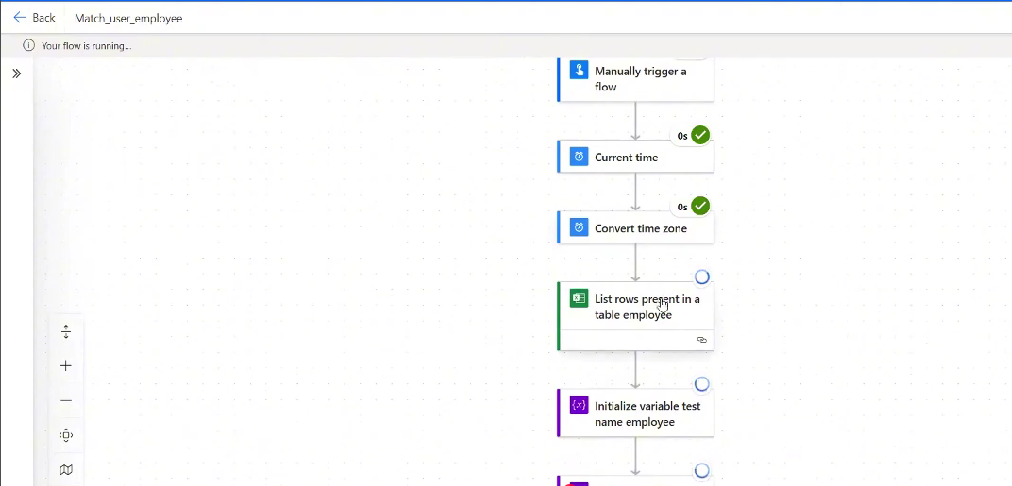 Back
Match_user_employee
Your flow is running...
Manually trigger a
flow
0s
Current time
0s
Convert time zone
List rows present in a
table employee
{x}
Initialize variable test
name employee